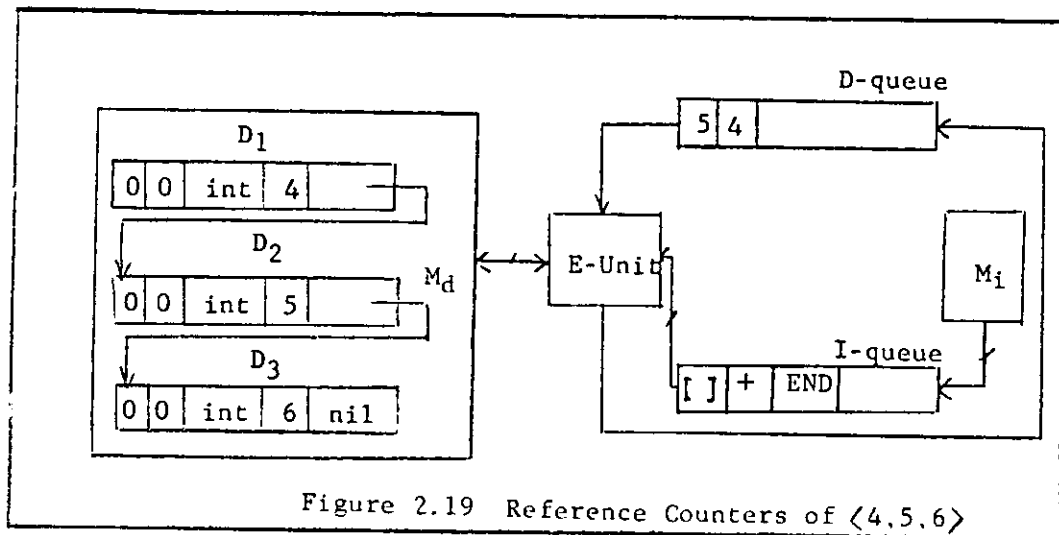 D-queue
5 4
D1
0 0 int 4
D2
0 0 int 5
D3
0 0 int 6 nil
Md
E-Unit
Mi
I-queue
[ ] + END
Figure 2.19 Reference Counters of ⟨4,5,6⟩